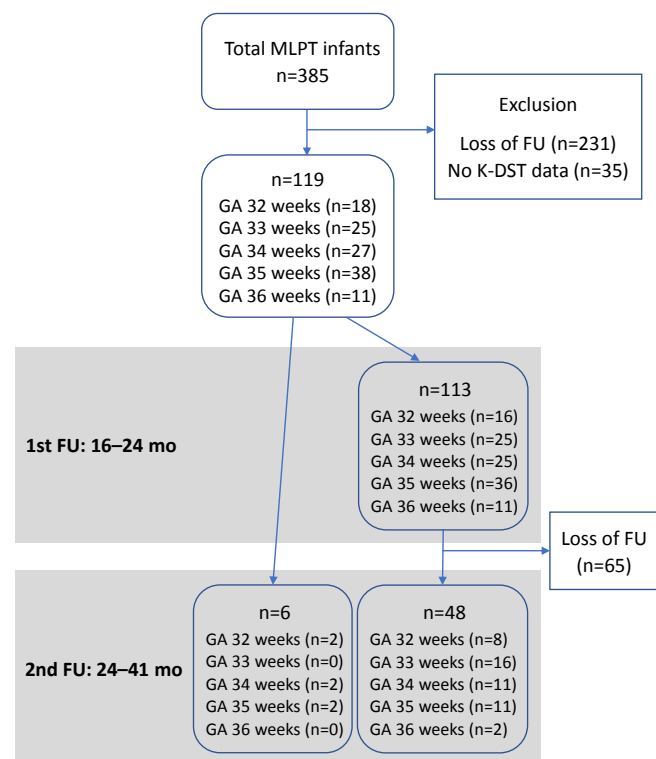 Total MLPT infants
n=385
Exclusion
Loss of FU (n=231)
No K-DST data (n=35)
n=119
GA 32 weeks (n=18)
GA 33 weeks (n=25)
GA 34 weeks (n=27)
GA 35 weeks (n=38)
GA 36 weeks (n=11)
1st FU: 16–24 mo
n=113
GA 32 weeks (n=16)
GA 33 weeks (n=25)
GA 34 weeks (n=25)
GA 35 weeks (n=36)
GA 36 weeks (n=11)
Loss of FU
(n=65)
2nd FU: 24–41 mo
n=6
GA 32 weeks (n=2)
GA 33 weeks (n=0)
GA 34 weeks (n=2)
GA 35 weeks (n=2)
GA 36 weeks (n=0)
n=48
GA 32 weeks (n=8)
GA 33 weeks (n=16)
GA 34 weeks (n=11)
GA 35 weeks (n=11)
GA 36 weeks (n=2)